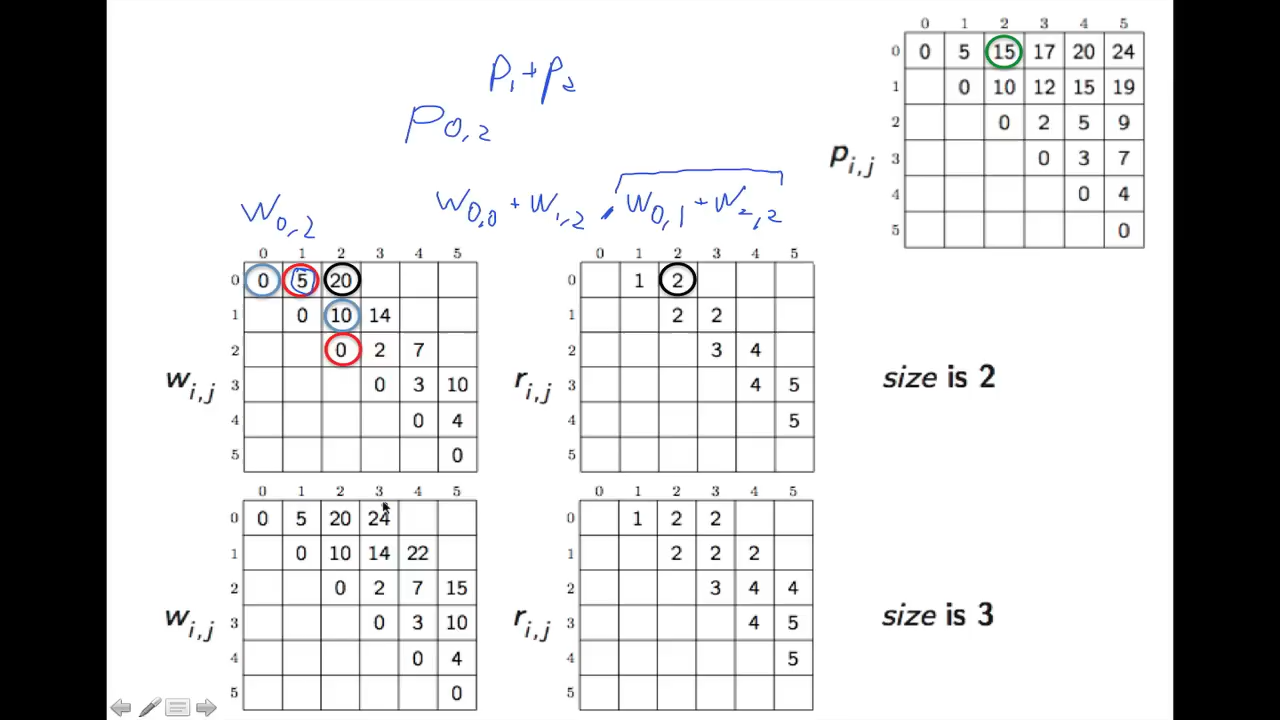 0 1 2 3 4 5
0 0 5 15 17 20 24
1 0 10 12 15 19
2 0 2 5 9
3 0 3 7
4 0 4
5 0
p i,j
P1 + P2
P0,2
W0,2
W0,0 + W1,2 , W0,1 + W2,2
0 1 2 3 4 5
0 0 5 20
1 0 10 14
2 0 2 7
3 0 3 10
4 0 4
5 0
w i,j
0 1 2 3 4 5
0 1 2
1 2 2
2 3 4
3 4 5
4 5
5
r i,j
size is 2
0 1 2 3 4 5
0 0 5 20 24
1 0 10 14 22
2 0 2 7 15
3 0 3 10
4 0 4
5 0
w i,j
0 1 2 3 4 5
0 1 2 2
1 2 2 2
2 3 4 4
3 4 5
4 5
5
r i,j
size is 3